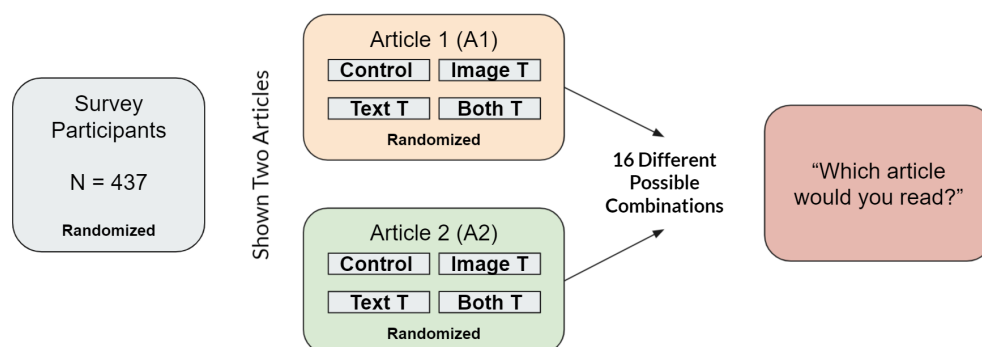 Survey
Participants
N = 437
Randomized
Shown Two Articles
Article 1 (A1)
Control
Image T
Text T
Both T
Randomized
Article 2 (A2)
Control
Image T
Text T
Both T
Randomized
16 Different
Possible
Combinations
“Which article
would you read?”